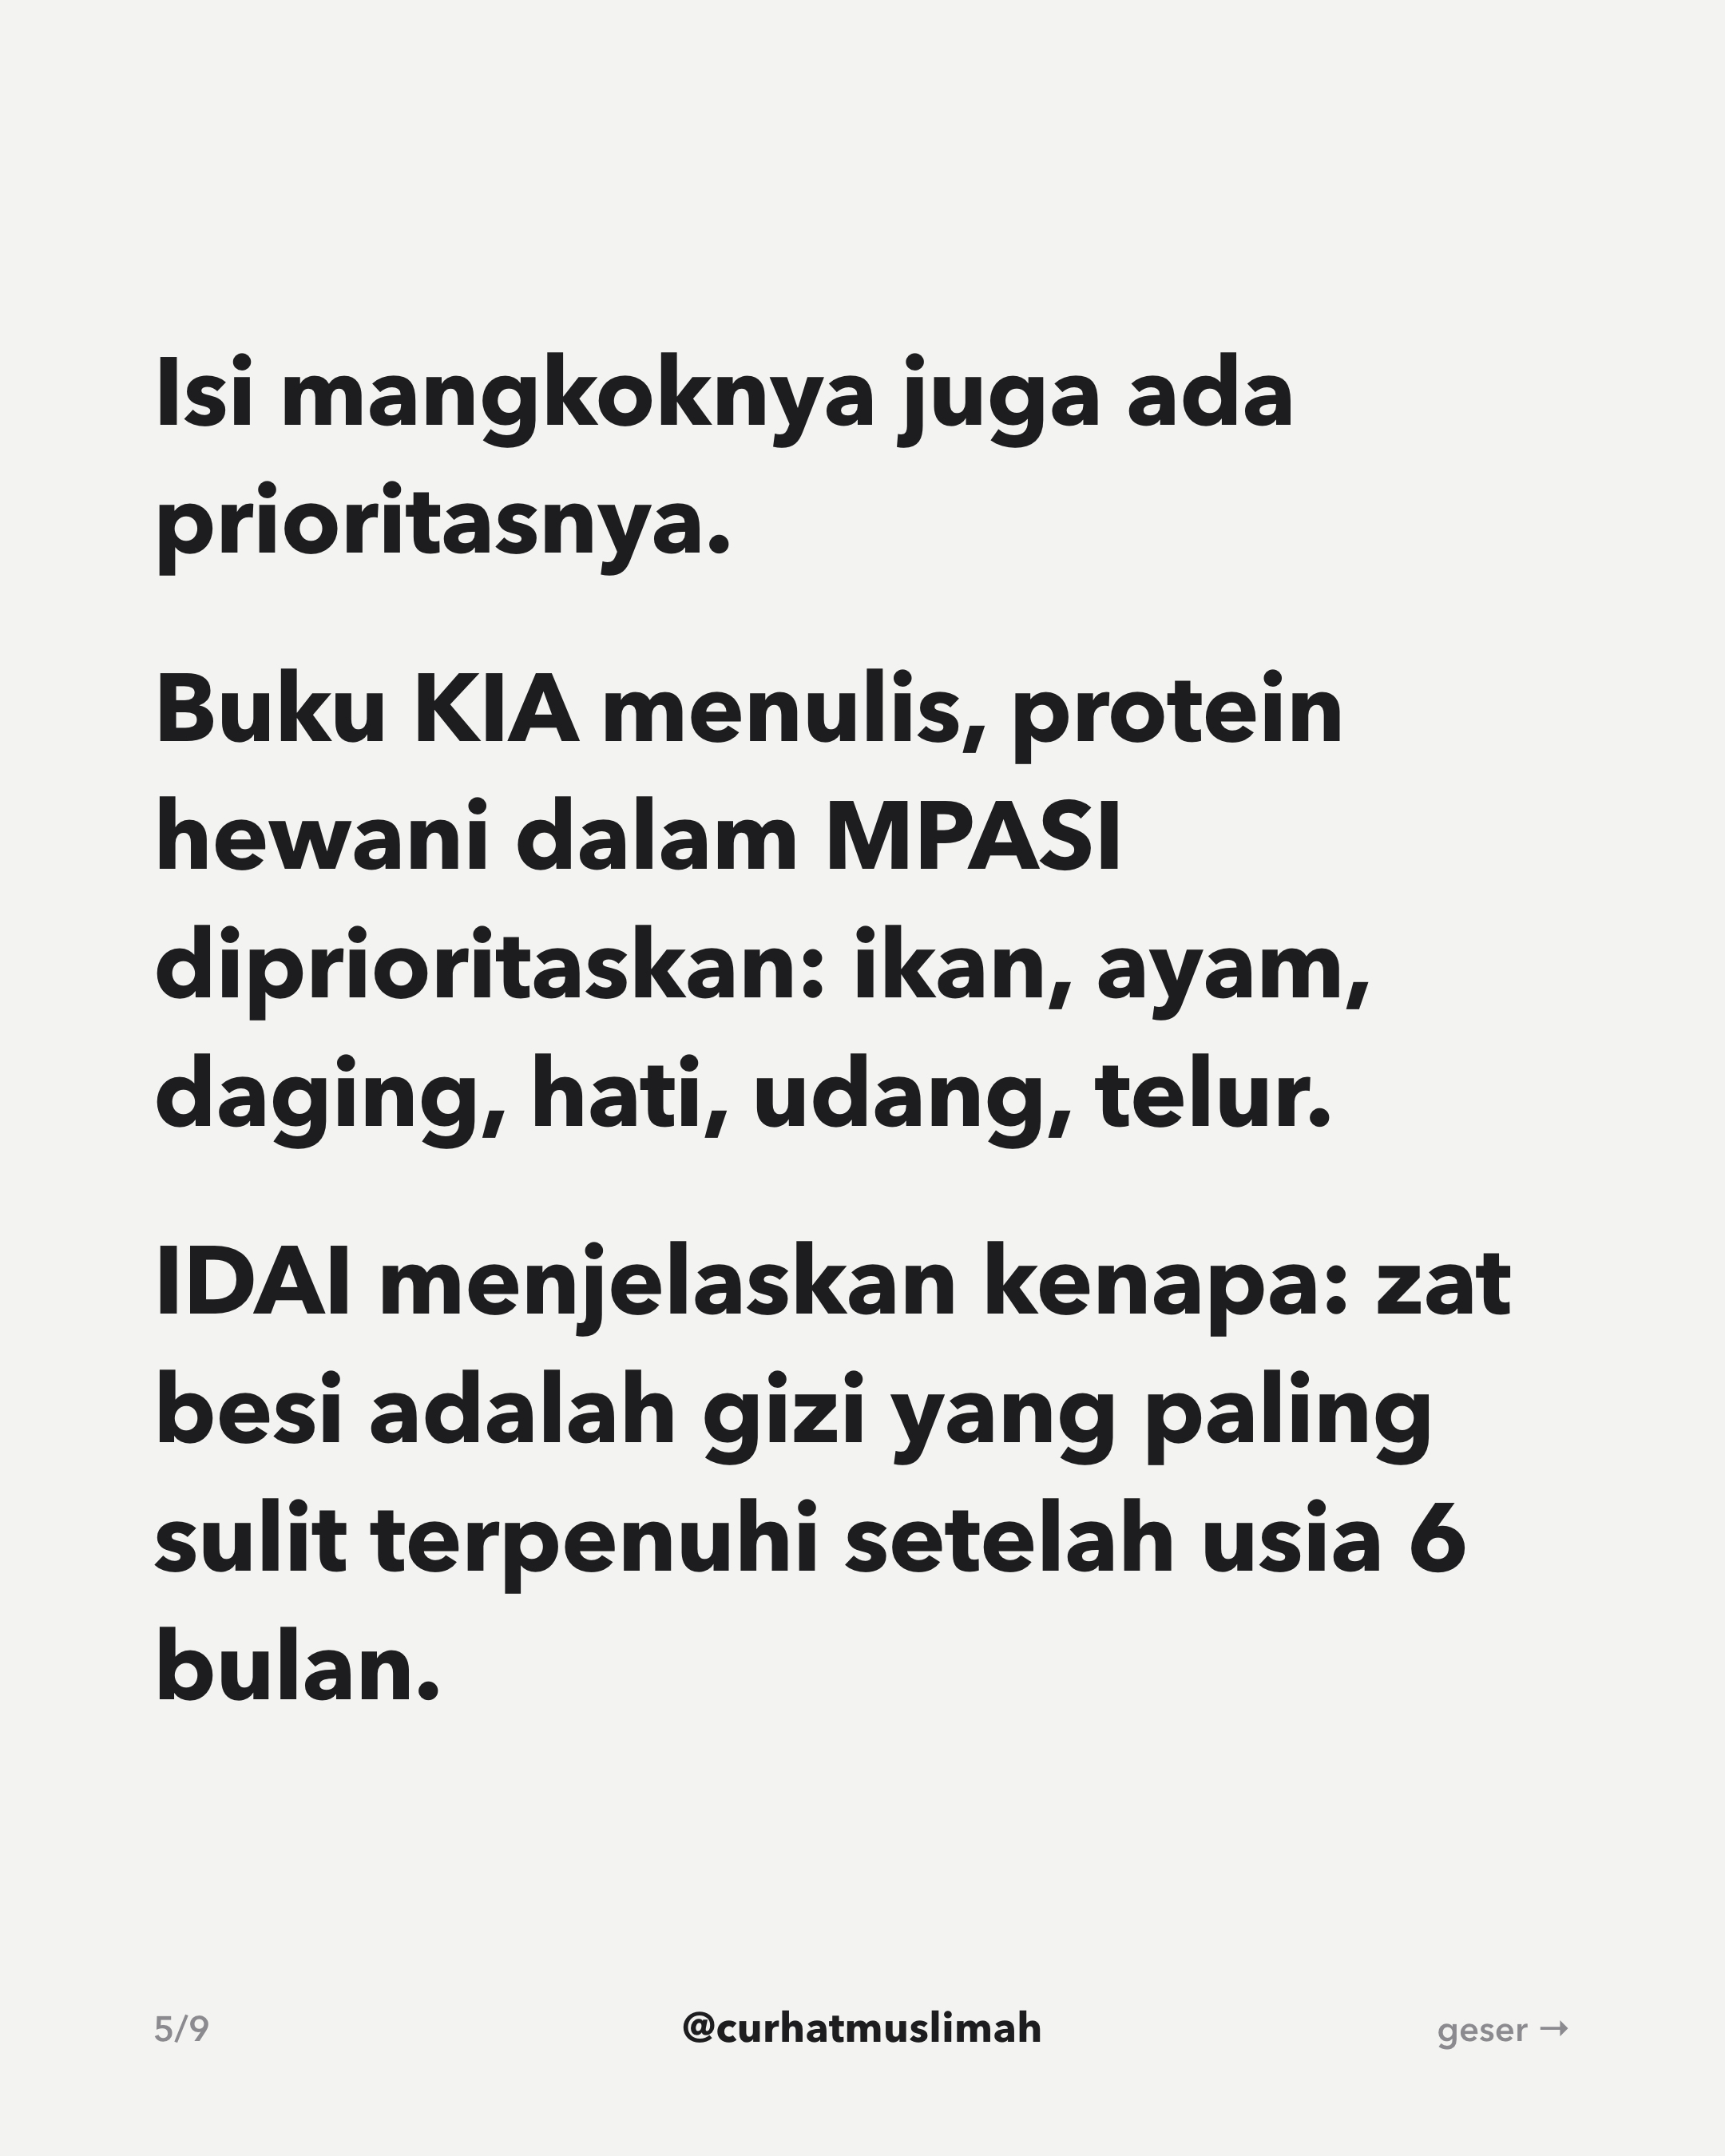 Isi mangkoknya juga ada
prioritasnya.
Buku KIA menulis, protein
hewani dalam MPASI
diprioritaskan: ikan, ayam,
daging, hati, udang, telur.
IDAI menjelaskan kenapa: zat
besi adalah gizi yang paling
sulit terpenuhi setelah usia 6
bulan.
5/9
@curhatmuslimah
geser →